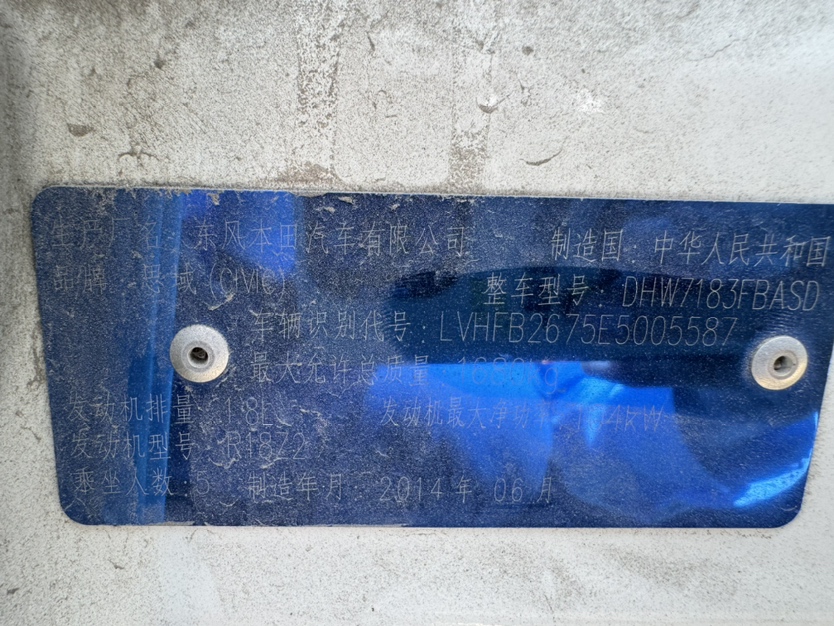 生产厂名：东风本田汽车有限公司 制造国：中华人民共和国
品牌：思域(CIVIC) 整车型号：DHW7183FBASD
车辆识别代号：LVHFB2675E5005587
最大允许总质量
发动机排量：1.8L 发动机最大净功率 kW
发动机型号：R18Z2
乘坐人数：5 制造年月：2014年 06月